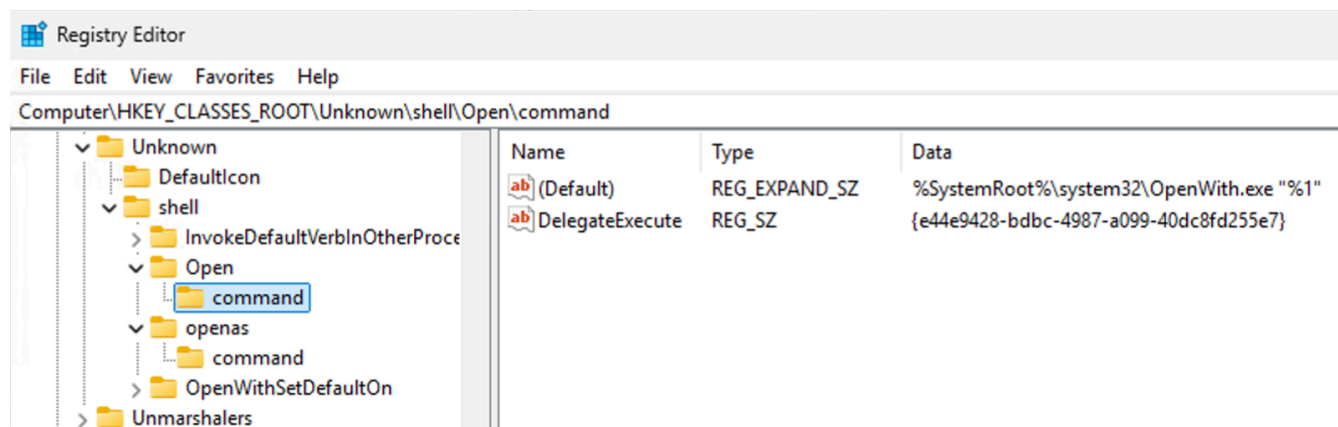 Registry Editor
File Edit View Favorites Help
Computer\HKEY_CLASSES_ROOT\Unknown\shell\Open\command
Unknown
DefaultIcon
shell
InvokeDefaultVerbInOtherProce
Open
command
openas
command
OpenWithSetDefaultOn
Unmarshalers
Name Type Data
(Default) REG_EXPAND_SZ %SystemRoot%\system32\OpenWith.exe "%1"
DelegateExecute REG_SZ {e44e9428-bdbc-4987-a099-40dc8fd255e7}